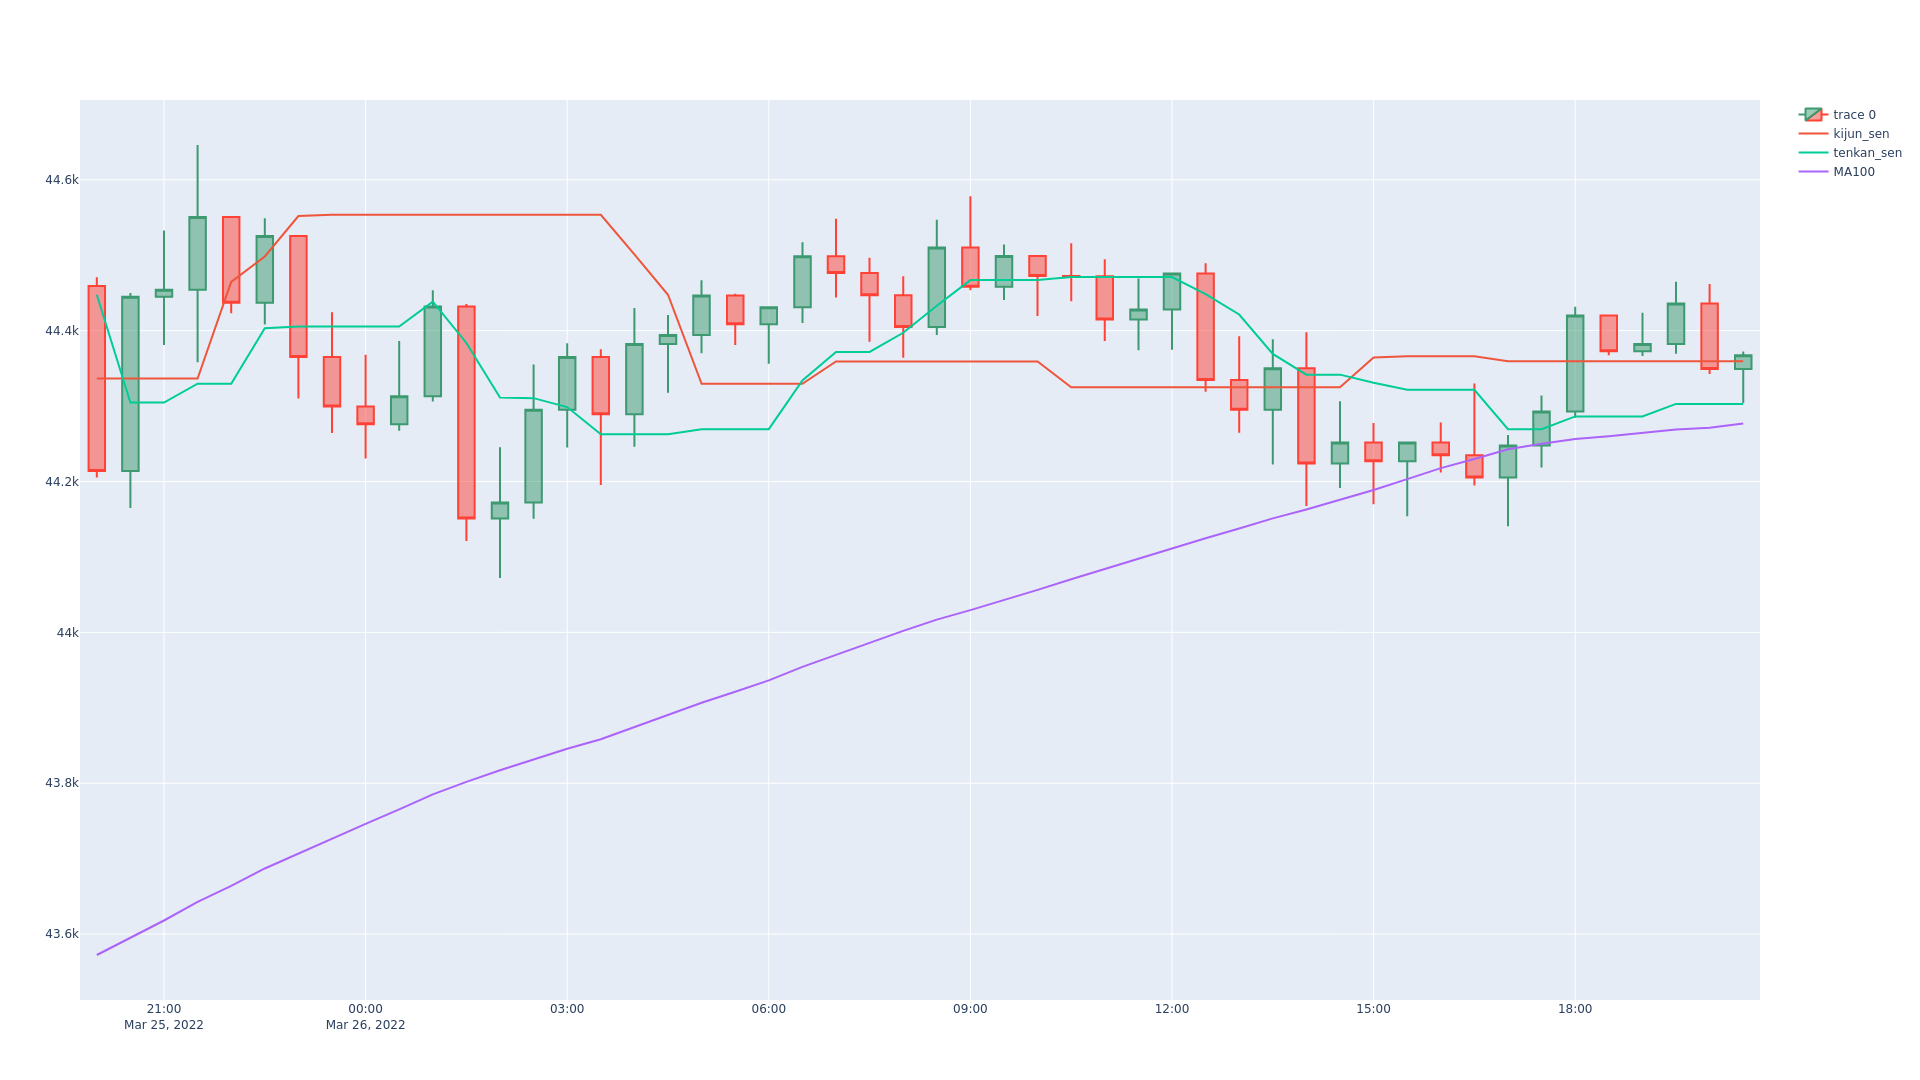 trace 0
kijun_sen
tenkan_sen
MA100
44.6k
44.4k
44.2k
44k
43.8k
43.6k
21:00 00:00 03:00 06:00 09:00 12:00 15:00 18:00
Mar 25, 2022 Mar 26, 2022